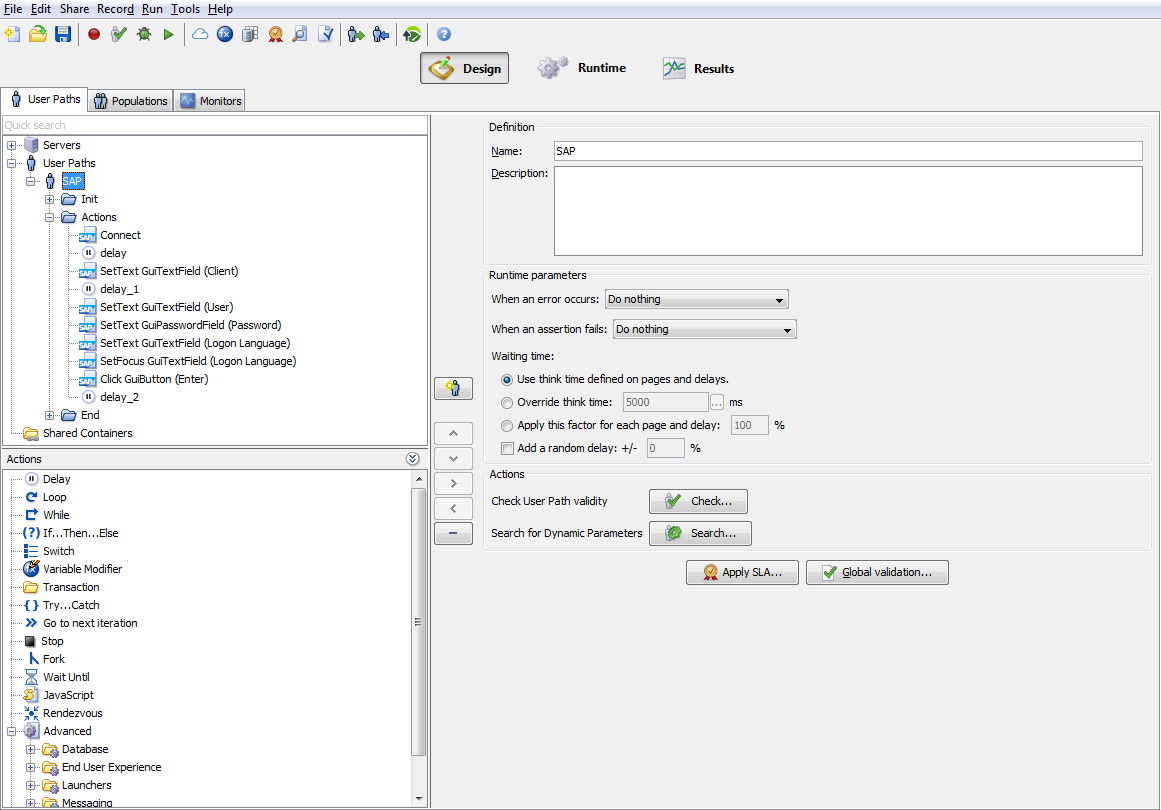 File Edit Share Record Run Tools Help
Design Runtime Results
User Paths Populations Monitors
Quick search
Servers
User Paths
SAP
Init
Actions
Connect
delay
SetText GuiTextField (Client)
delay_1
SetText GuiTextField (User)
SetText GuiPasswordField (Password)
SetText GuiTextField (Logon Language)
SetFocus GuiTextField (Logon Language)
Click GuiButton (Enter)
delay_2
End
Shared Containers
Actions
Delay
Loop
While
If...Then...Else
Switch
Variable Modifier
Transaction
Try...Catch
Go to next iteration
Stop
Fork
Wait Until
JavaScript
Rendezvous
Advanced
Database
End User Experience
Launchers
Messaging
Definition
Name: SAP
Description:
Runtime parameters
When an error occurs: Do nothing
When an assertion fails: Do nothing
Waiting time:
Use think time defined on pages and delays.
Override think time: 5000 ... ms
Apply this factor for each page and delay: 100 %
Add a random delay: +/- 0 %
Actions
Check User Path validity Check...
Search for Dynamic Parameters Search...
Apply SLA... Global validation...